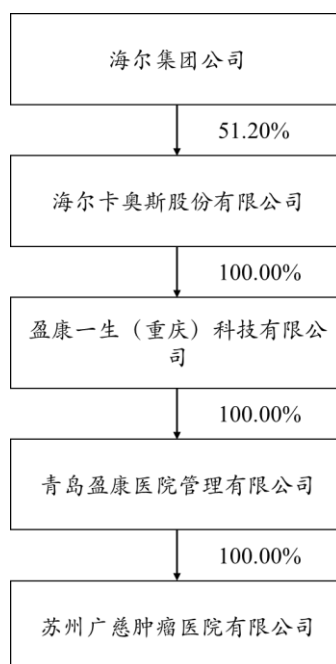 海尔集团公司
51.20%
海尔卡奥斯股份有限公司
100.00%
盈康一生（重庆）科技有限公
司
100.00%
青岛盈康医院管理有限公司
100.00%
苏州广慈肿瘤医院有限公司